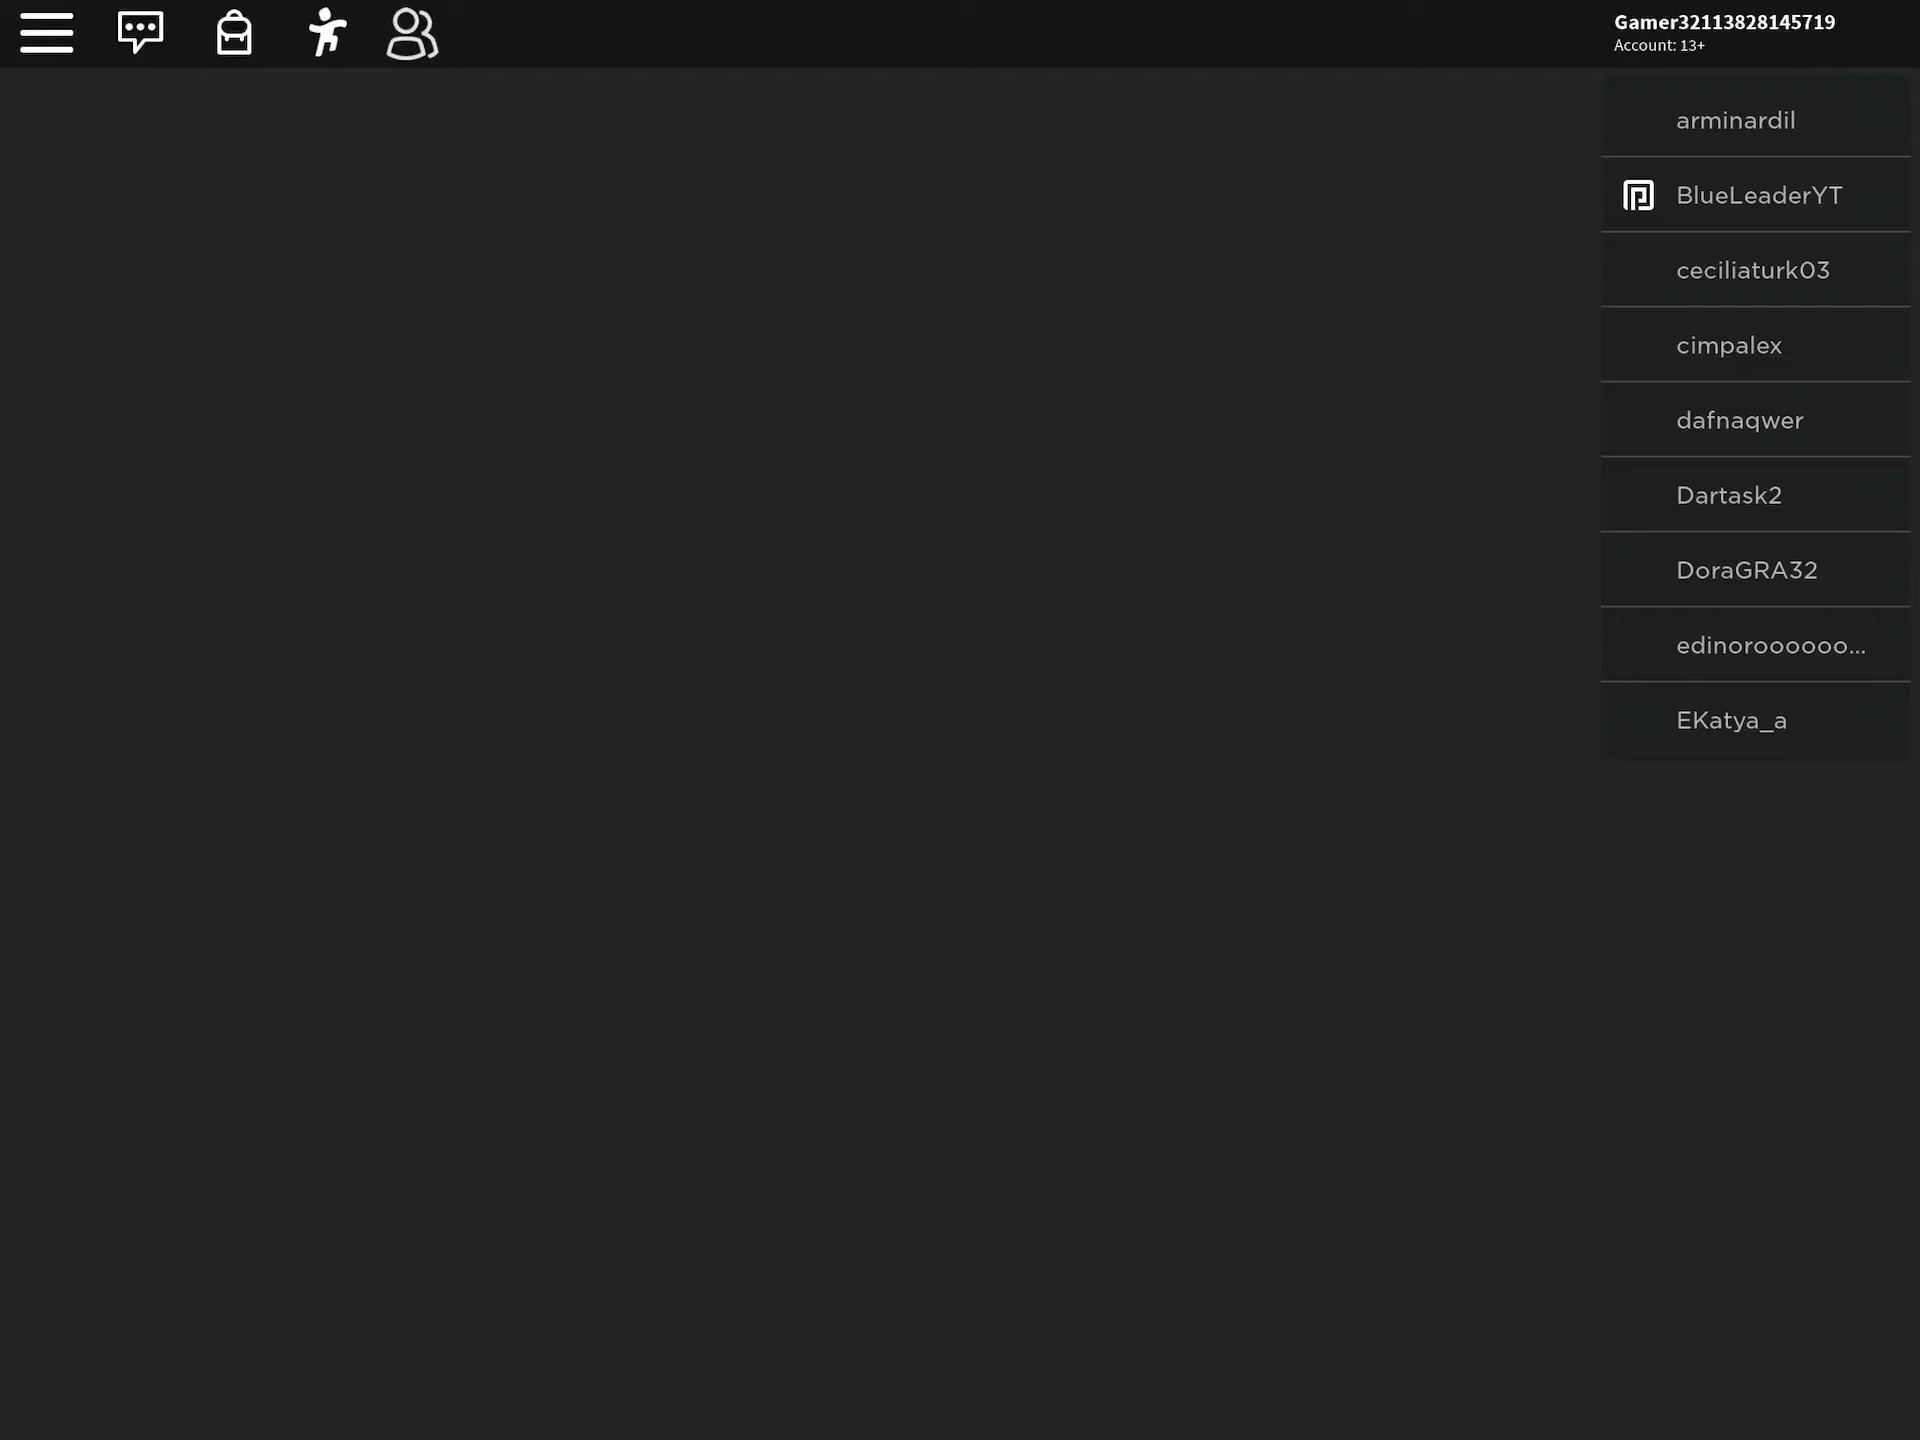 Gamer32113828145719
Account: 13+
arminardil
BlueLeaderYT
ceciliaturk03
cimpalex
dafnaqwer
Dartask2
DoraGRA32
edinoroooooo...
EKatya_a